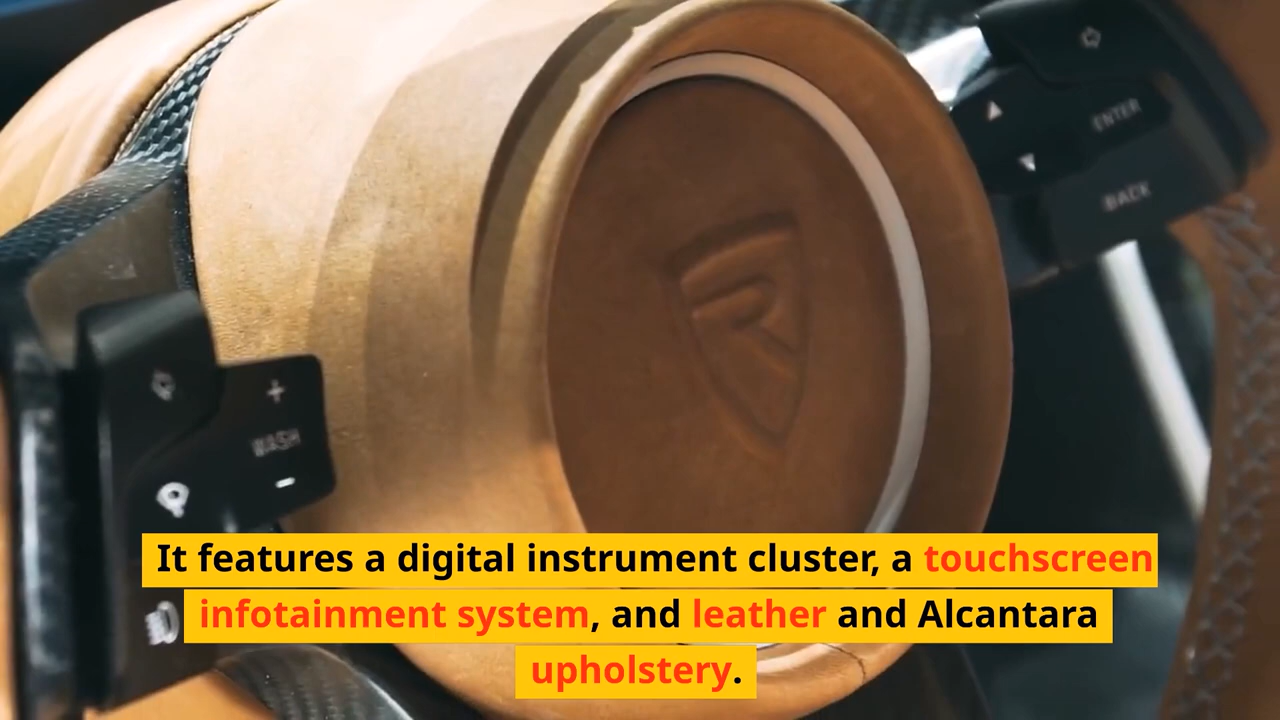 ENTER
BACK
R
+
WASH
-
It features a digital instrument cluster, a touchscreen
infotainment system, and leather and Alcantara
upholstery.